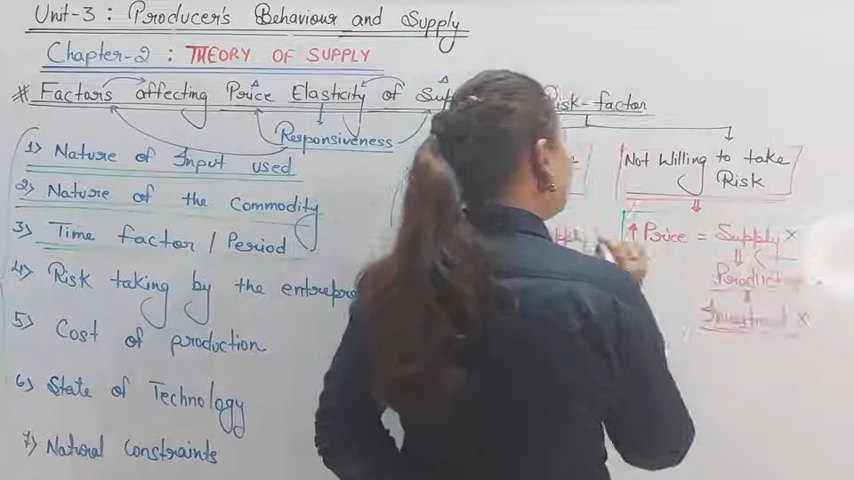 Unit-3 : Producer's Behaviour and Supply
Chapter-2 : THEORY OF SUPPLY
# Factors affecting Price Elasticity of Sup
Risk-factor
Responsiveness
1) Nature of Input used
2) Nature of the Commodity
3) Time factor / Period
4) Risk taking by the entrepre
5) Cost of production
6) State of Technology
7) Natural Constraints
Not Willing to take
Risk
↑ Price = Supply ×
Investment ×